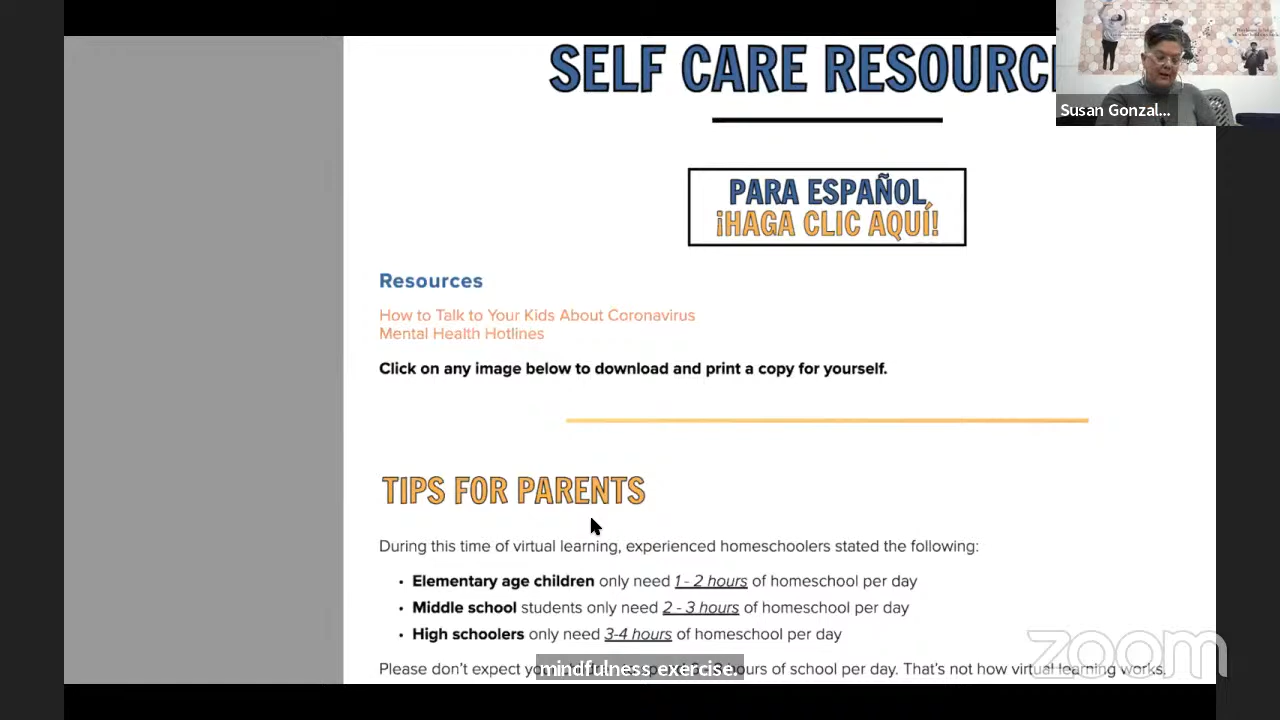 SELF CARE RESOURC
Susan Gonzal...
PARA ESPAÑOL
¡HAGA CLIC AQUÍ!
Resources
How to Talk to Your Kids About Coronavirus
Mental Health Hotlines
Click on any image below to download and print a copy for yourself.
TIPS FOR PARENTS
During this time of virtual learning, experienced homeschoolers stated the following:
• Elementary age children only need 1 - 2 hours of homeschool per day
• Middle school students only need 2 - 3 hours of homeschool per day
• High schoolers only need 3-4 hours of homeschool per day
Please don't expect hours of school per day. That's not how virtual learning works.
mindfulness exercise.
zoom